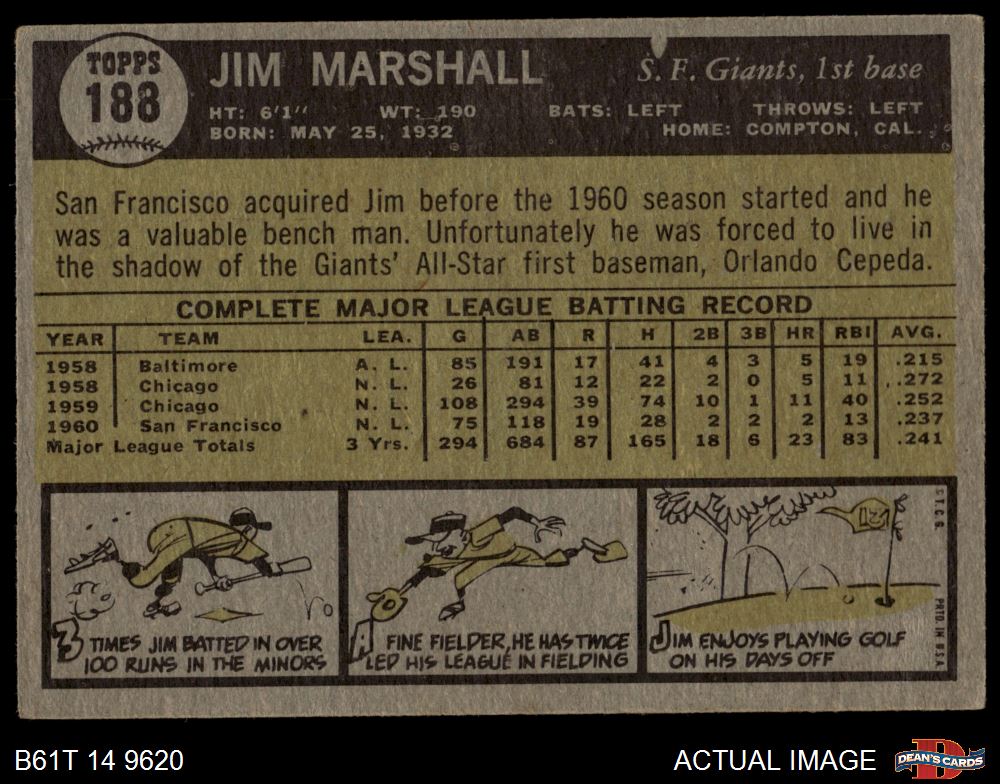 TOPPS
188
JIM MARSHALL
S. F. Giants, 1st base
HT: 6'1" WT: 190 BATS: LEFT THROWS: LEFT
BORN: MAY 25, 1932 HOME: COMPTON, CAL.
San Francisco acquired Jim before the 1960 season started and he
was a valuable bench man. Unfortunately he was forced to live in
the shadow of the Giants' All-Star first baseman, Orlando Cepeda.
COMPLETE MAJOR LEAGUE BATTING RECORD
YEAR TEAM LEA. G AB R H 2B 3B HR RBI AVG.
1958 Baltimore A. L. 85 191 17 41 4 3 5 19 .215
1958 Chicago N. L. 26 81 12 22 2 0 5 11 .272
1959 Chicago N. L. 108 294 39 74 10 1 11 40 .252
1960 San Francisco N. L. 75 118 19 28 2 2 2 13 .237
Major League Totals 3 Yrs. 294 684 87 165 18 6 23 83 .241
3 TIMES JIM BATTED IN OVER
100 RUNS IN THE MINORS
A FINE FIELDER, HE HAS TWICE
LED HIS LEAGUE IN FIELDING
12
JIM ENJOYS PLAYING GOLF
ON HIS DAYS OFF
©T.C.G.
PRTD. IN U.S.A.
B61T 14 9620
ACTUAL IMAGE
DEAN'S CARDS